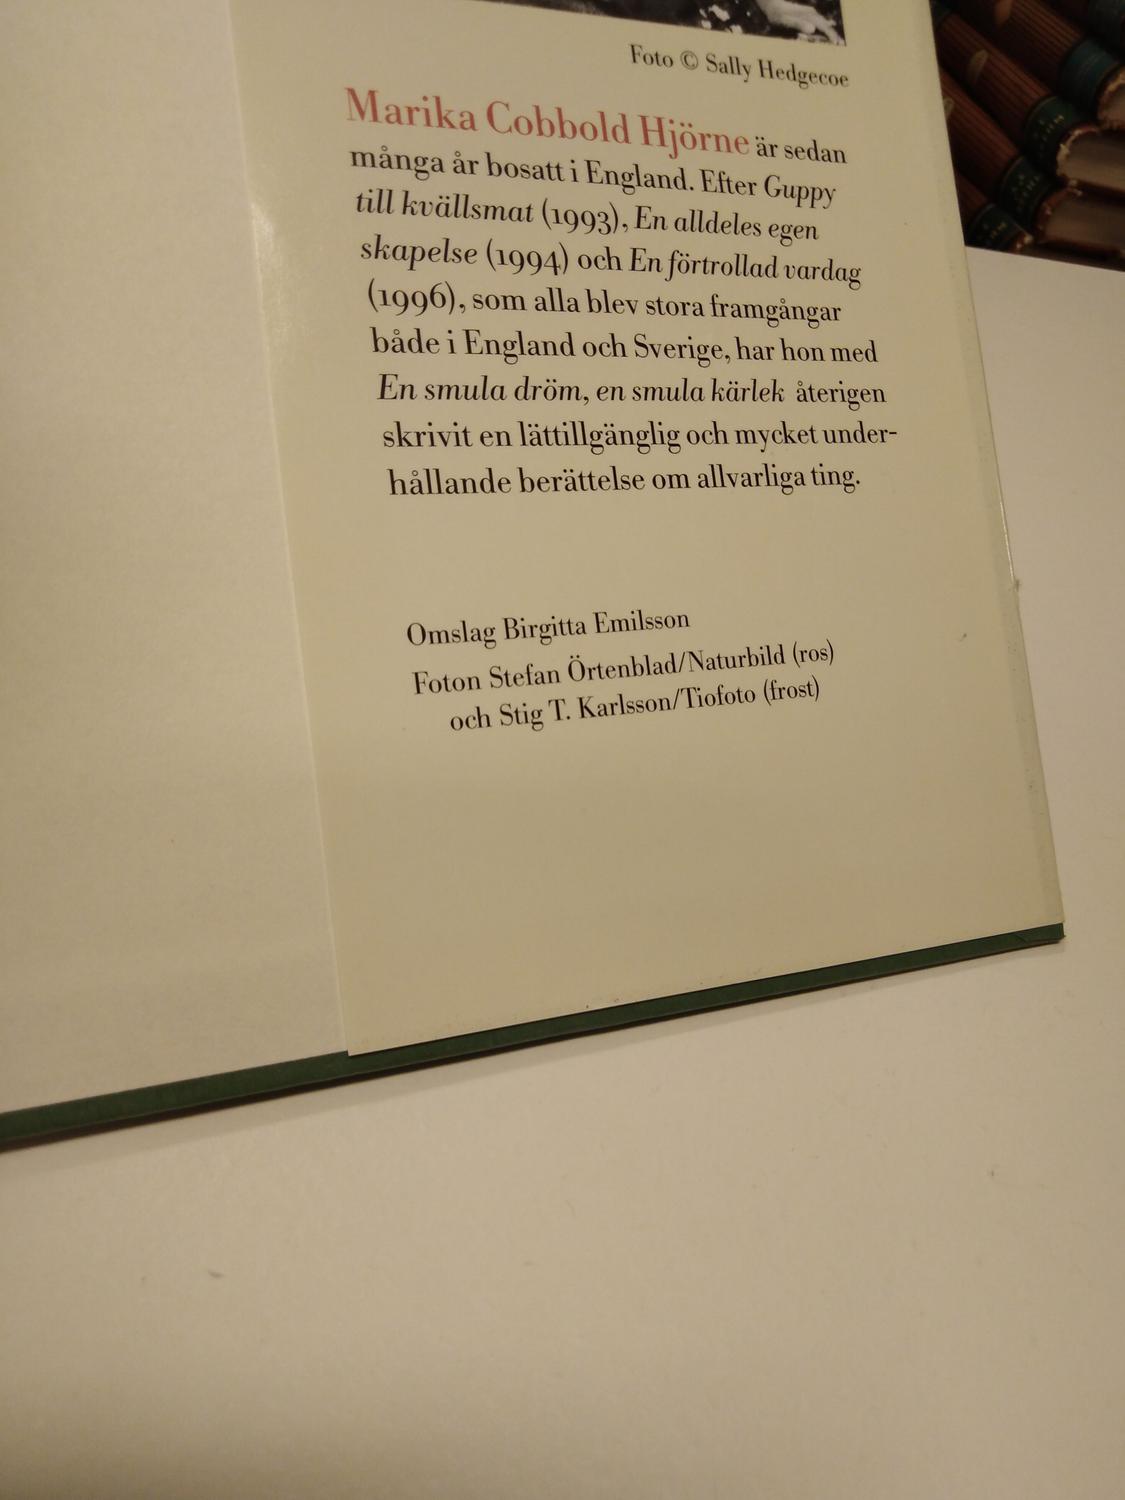 Foto © Sally Hedgecoe
Marika Cobbold Hjörne är sedan
många år bosatt i England. Efter Guppy
till kvällsmat (1993), En alldeles egen
skapelse (1994) och En förtrollad vardag
(1996), som alla blev stora framgångar
både i England och Sverige, har hon med
En smula dröm, en smula kärlek återigen
skrivit en lättillgänglig och mycket under-
hållande berättelse om allvarliga ting.
Omslag Birgitta Emilsson
Foton Stefan Örtenblad/Naturbild (ros)
och Stig T. Karlsson/Tiofoto (frost)